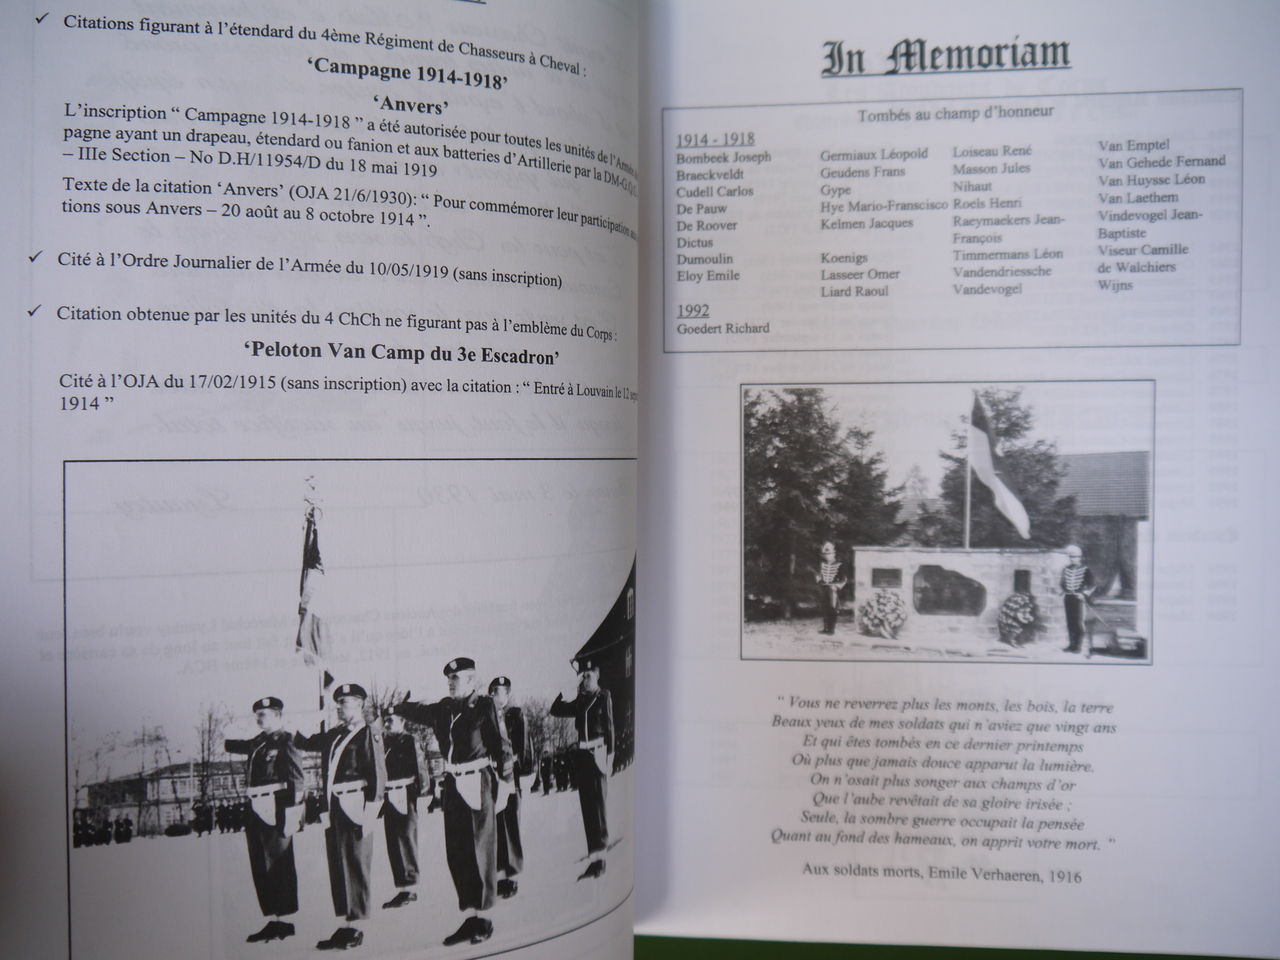 ✓ Citations figurant à l'étendard du 4ème Régiment de Chasseurs à Cheval :
'Campagne 1914-1918'
'Anvers'
L'inscription “ Campagne 1914-1918 ” a été autorisée pour toutes les unités de l'Armée
pagne ayant un drapeau, étendard ou fanion et aux batteries d'Artillerie par la DM-G.Q.G.
– IIIe Section – No D.H/11954/D du 18 mai 1919
Texte de la citation 'Anvers' (OJA 21/6/1930): “ Pour commémorer leur participation aux
tions sous Anvers – 20 août au 8 octobre 1914 ”.
✓ Cité à l'Ordre Journalier de l'Armée du 10/05/1919 (sans inscription)
✓ Citation obtenue par les unités du 4 ChCh ne figurant pas à l'emblème du Corps :
'Peloton Van Camp du 3e Escadron'
Cité à l'OJA du 17/02/1915 (sans inscription) avec la citation : “ Entré à Louvain le 12
1914 ”
In Memoriam
Tombés au champ d'honneur
1914 - 1918
Bombeek Joseph
Braeckveldt
Cudell Carlos
De Pauw
De Roover
Dictus
Dumoulin
Eloy Emile
Germiaux Léopold
Geudens Frans
Gype
Hye Mario-Franscisco
Kelmen Jacques
Koenigs
Lasseer Omer
Liard Raoul
Loiseau René
Masson Jules
Nihaut
Roels Henri
Raeymackers Jean-
François
Timmermans Léon
Vandendriessche
Vandevogel
Van Emptel
Van Gehede Fernand
Van Huysse Léon
Van Laethem
Vindevogel Jean-
Baptiste
Viseur Camille
de Walchiers
Wijns
1992
Goedert Richard
“ Vous ne reverrez plus les monts, les bois, la terre
Beaux yeux de mes soldats qui n'aviez que vingt ans
Et qui êtes tombés en ce dernier printemps
Où plus que jamais douce apparut la lumière.
On n'osait plus songer aux champs d'or
Que l'aube revêtait de sa gloire irisée ;
Seule, la sombre guerre occupait la pensée
Quant au fond des hameaux, on apprit votre mort. ”
Aux soldats morts, Emile Verhaeren, 1916